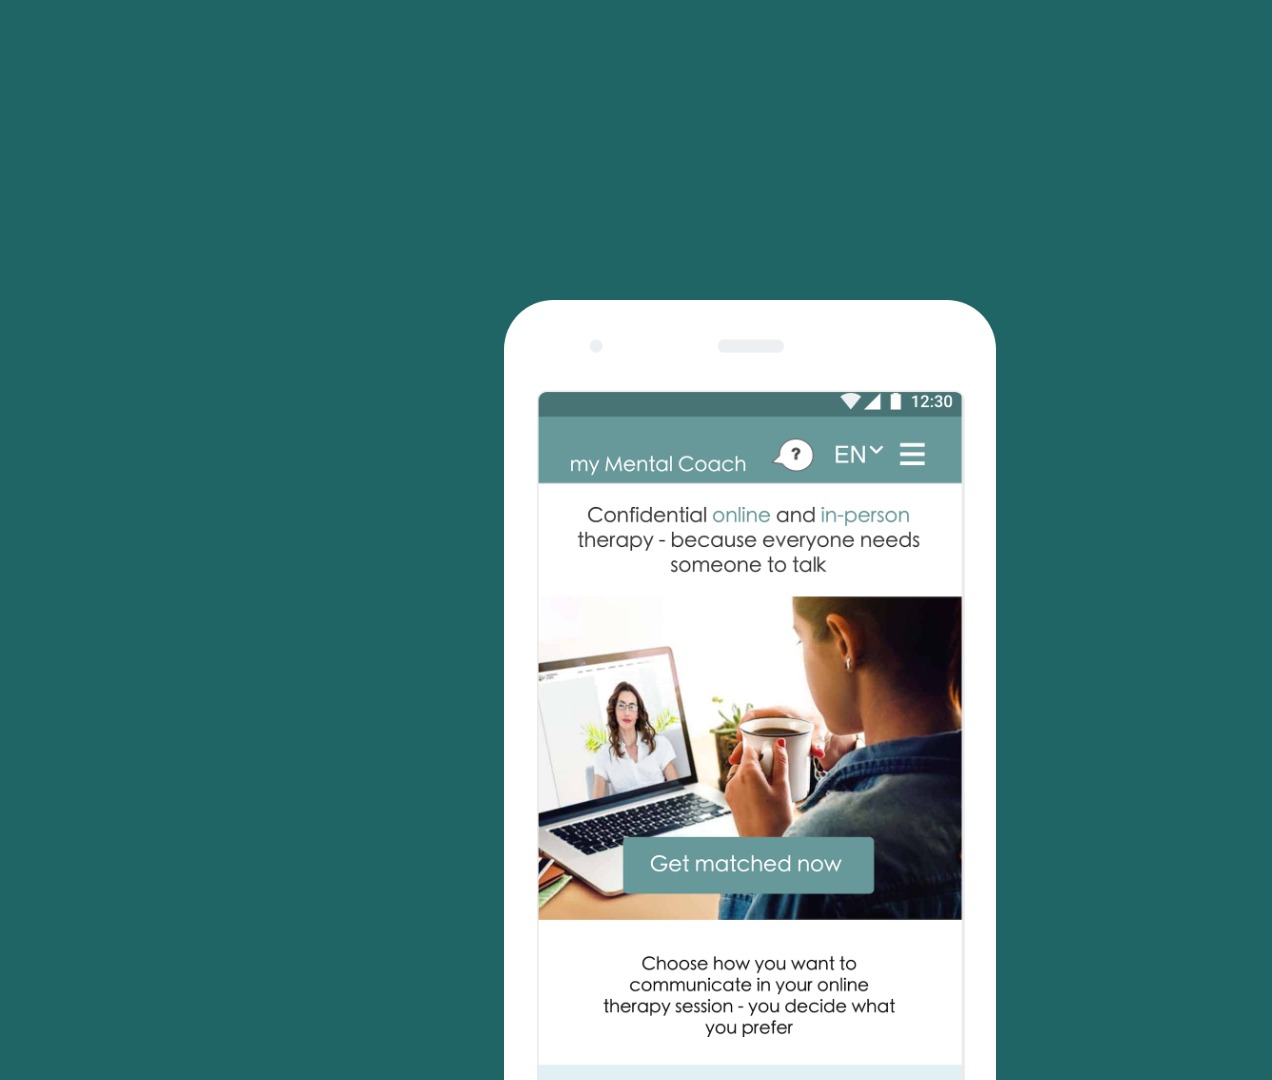 12:30
my Mental Coach
?
EN
Confidential online and in-person
therapy - because everyone needs
someone to talk
Get matched now
Choose how you want to
communicate in your online
therapy session - you decide what
you prefer